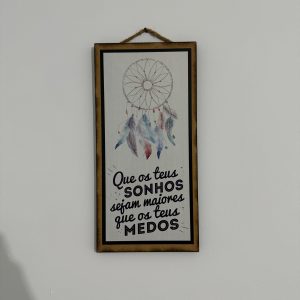 Que os teus
SONHOS
sejam maiores
que os teus
MEDOS